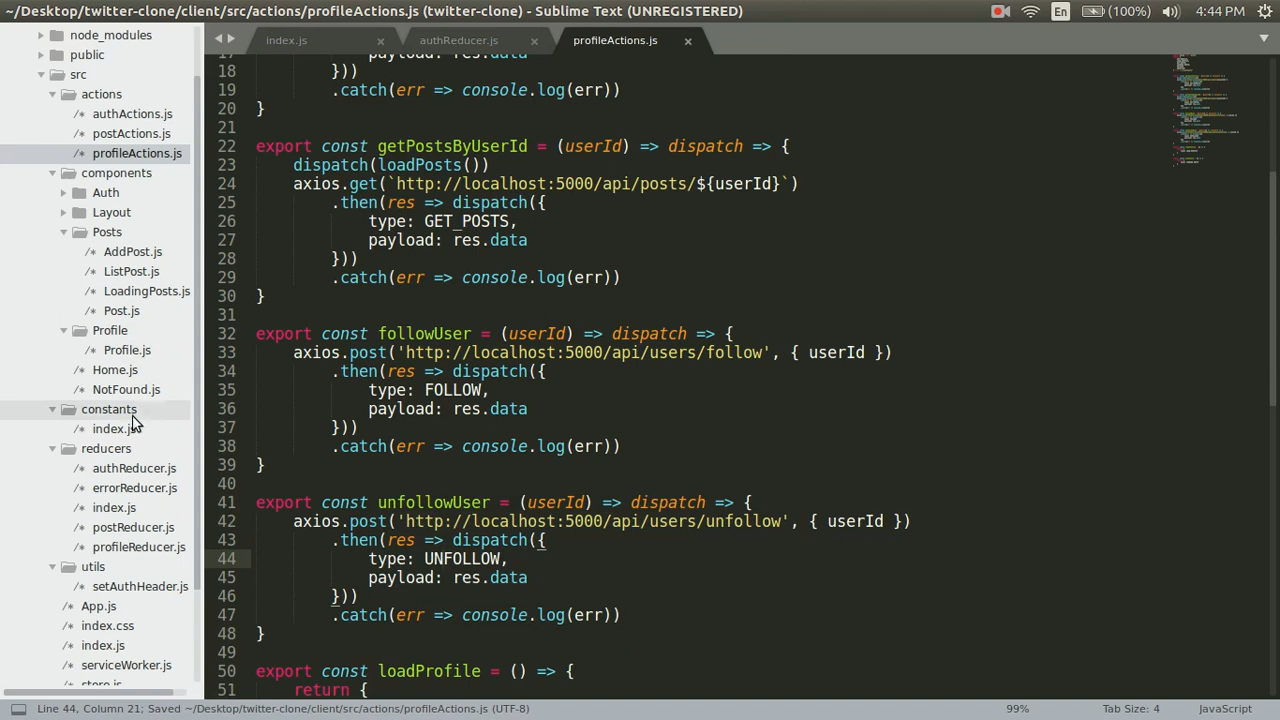 ~/Desktop/twitter-clone/client/src/actions/profileActions.js (twitter-clone) - Sublime Text (UNREGISTERED)
En
(100%)
4:44 PM
node_modules
public
src
actions
authActions.js
postActions.js
profileActions.js
components
Auth
Layout
Posts
AddPost.js
ListPost.js
LoadingPosts.js
Post.js
Profile
Profile.js
Home.js
NotFound.js
constants
index.js
reducers
authReducer.js
errorReducer.js
index.js
postReducer.js
profileReducer.js
utils
setAuthHeader.js
App.js
index.css
index.js
serviceWorker.js
store.js
index.js
authReducer.js
profileActions.js
17 payload: res.data
18 }))
19 .catch(err => console.log(err))
20 }
21
22 export const getPostsByUserId = (userId) => dispatch => {
23 dispatch(loadPosts())
24 axios.get(`http://localhost:5000/api/posts/${userId}`)
25 .then(res => dispatch({
26 type: GET_POSTS,
27 payload: res.data
28 }))
29 .catch(err => console.log(err))
30 }
31
32 export const followUser = (userId) => dispatch => {
33 axios.post('http://localhost:5000/api/users/follow', { userId })
34 .then(res => dispatch({
35 type: FOLLOW,
36 payload: res.data
37 }))
38 .catch(err => console.log(err))
39 }
40
41 export const unfollowUser = (userId) => dispatch => {
42 axios.post('http://localhost:5000/api/users/unfollow', { userId })
43 .then(res => dispatch({
44 type: UNFOLLOW,
45 payload: res.data
46 }))
47 .catch(err => console.log(err))
48 }
49
50 export const loadProfile = () => {
51 return {
Line 44, Column 21; Saved ~/Desktop/twitter-clone/client/src/actions/profileActions.js (UTF-8)
99%
Tab Size: 4
JavaScript